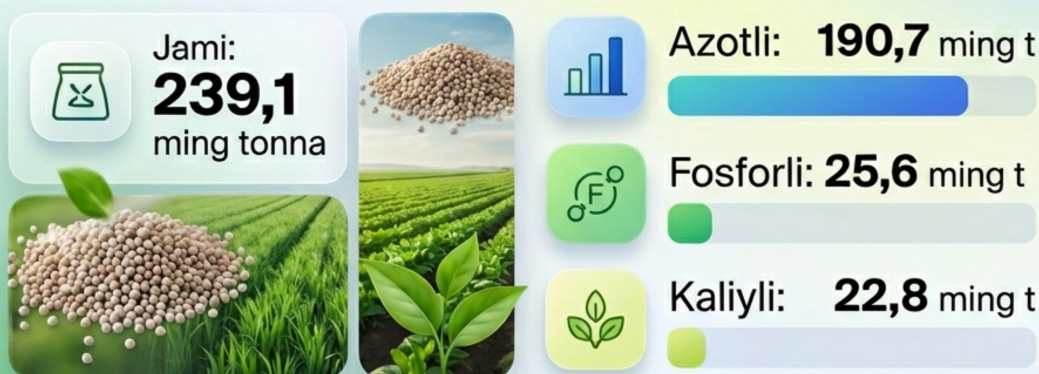 Jami:
239,1
ming tonna
Azotli: 190,7 ming t
F
Fosforli: 25,6 ming t
Kaliyli: 22,8 ming t